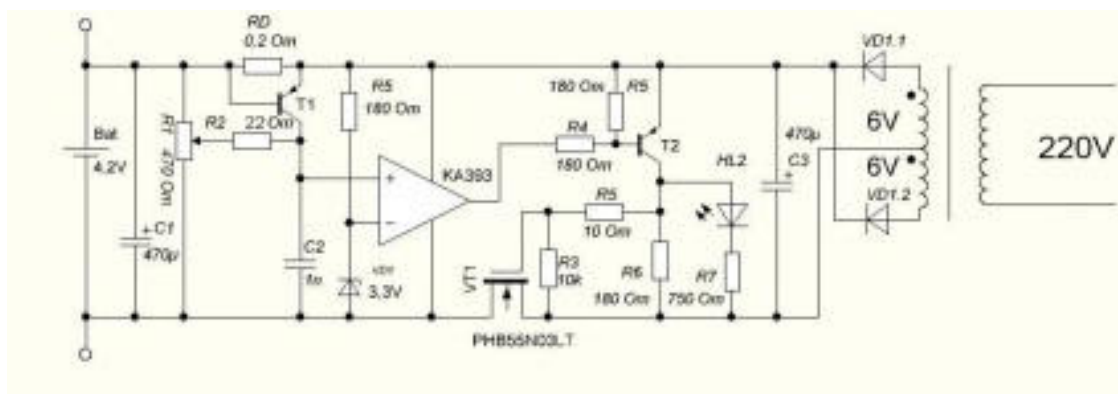 RD
0,2 Om
T1
R1
470 Om
R2
22 Om
R5
180 Om
Bat
4,2V
+
C1
470µ
C2
1n
3,3V
+
−
KA393
180 Om
R5
R4
180 Om
T2
R5
10 Om
R3
10k
VT1
PHB55N03LT
R6
180 Om
HL2
R7
750 Om
470µ
+
C3
VD1.1
6V
6V
VD1.2
220V